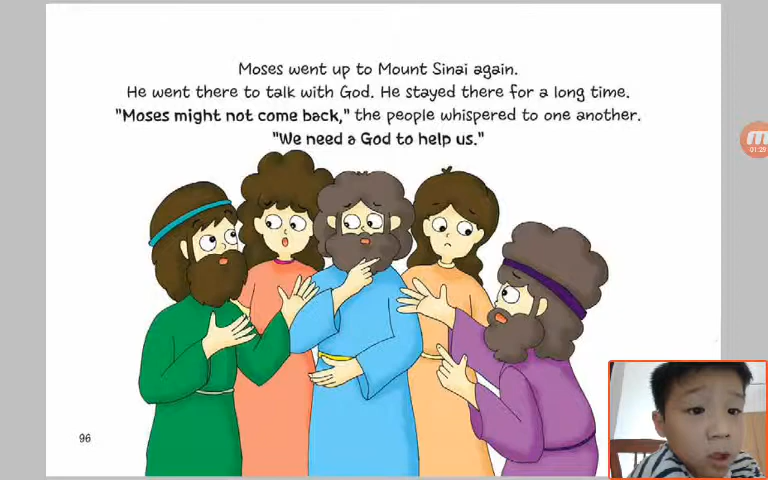 Moses went up to Mount Sinai again.
He went there to talk with God. He stayed there for a long time.
"Moses might not come back," the people whispered to one another.
"We need a God to help us."
96
01:29